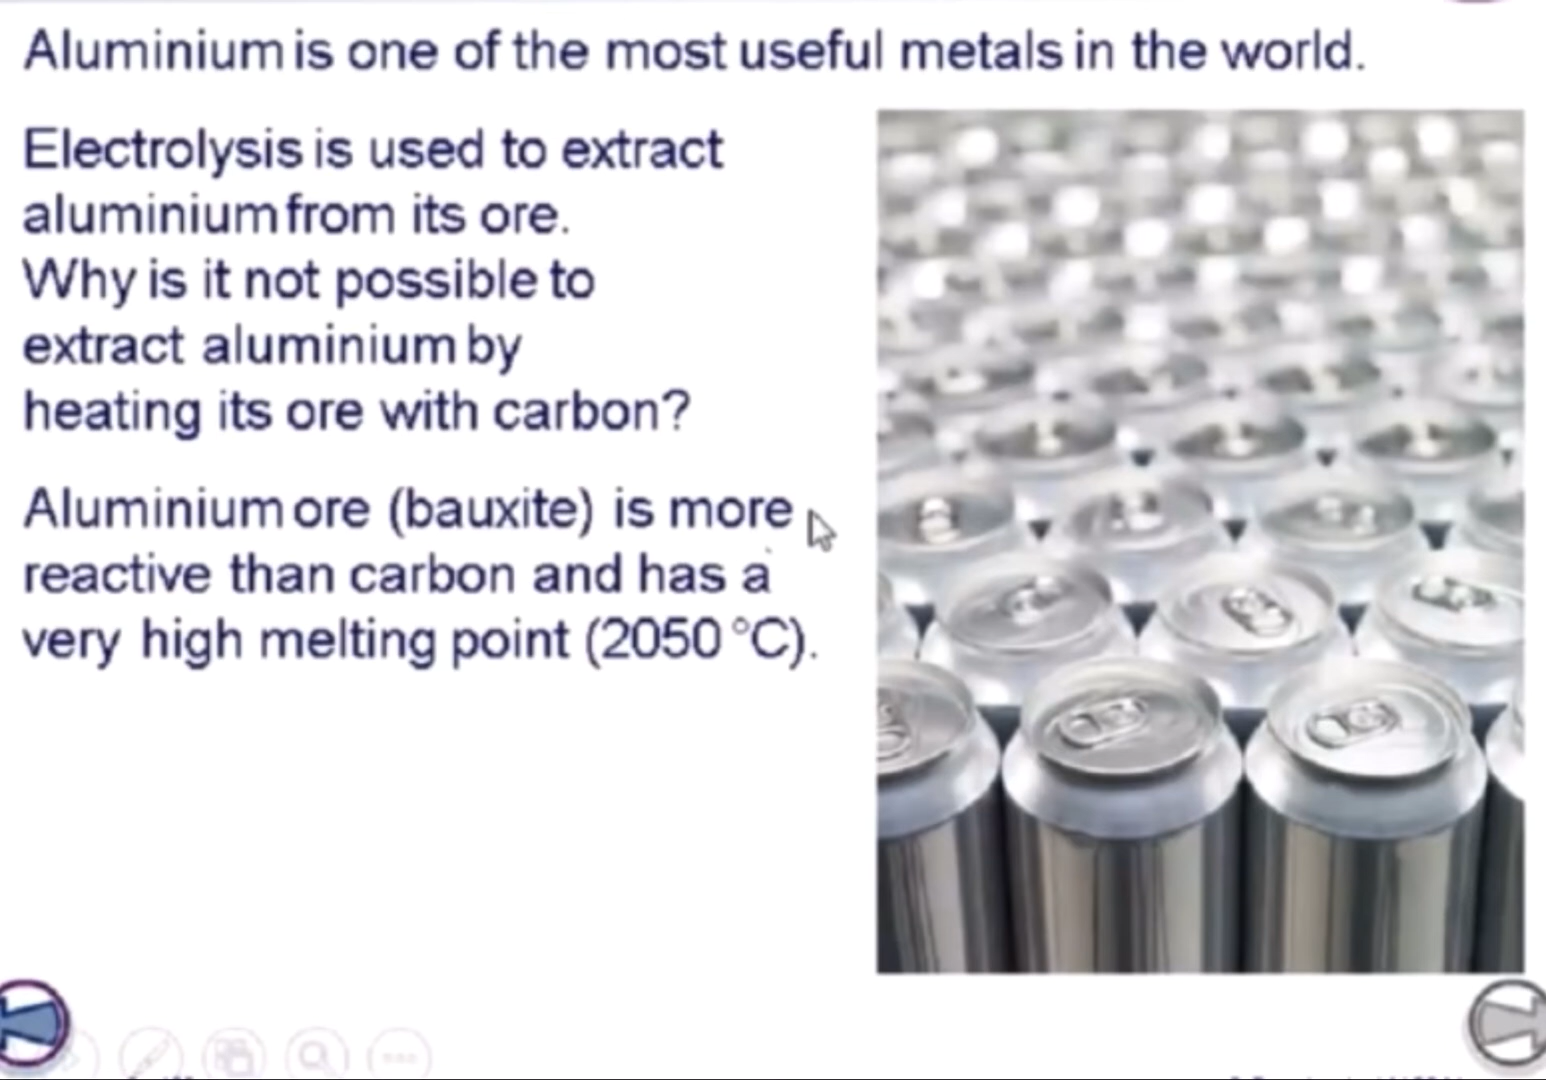 Aluminium is one of the most useful metals in the world.
Electrolysis is used to extract
aluminium from its ore.
Why is it not possible to
extract aluminium by
heating its ore with carbon?
Aluminium ore (bauxite) is more
reactive than carbon and has a
very high melting point (2050 °C).